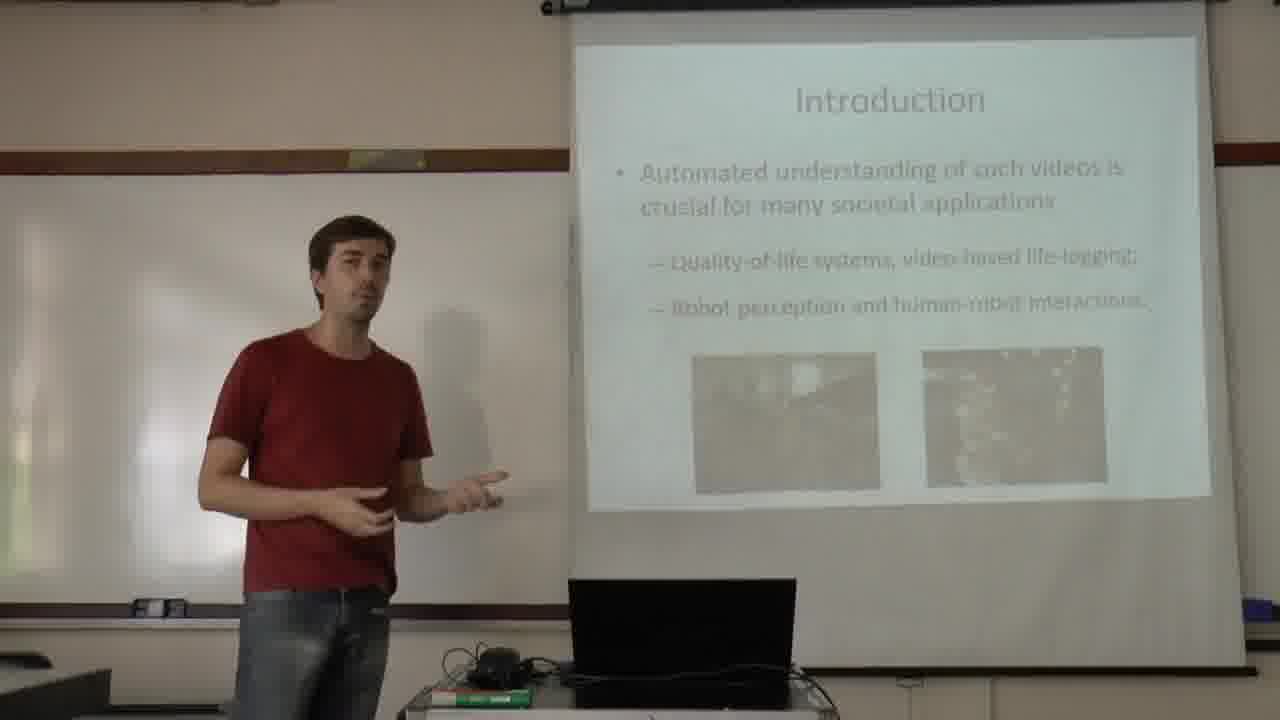 Introduction
• Automated understanding of such videos is
crucial for many societal applications
– Quality-of-life systems, video-based life-logging;
– Robot perception and human-robot interactions.